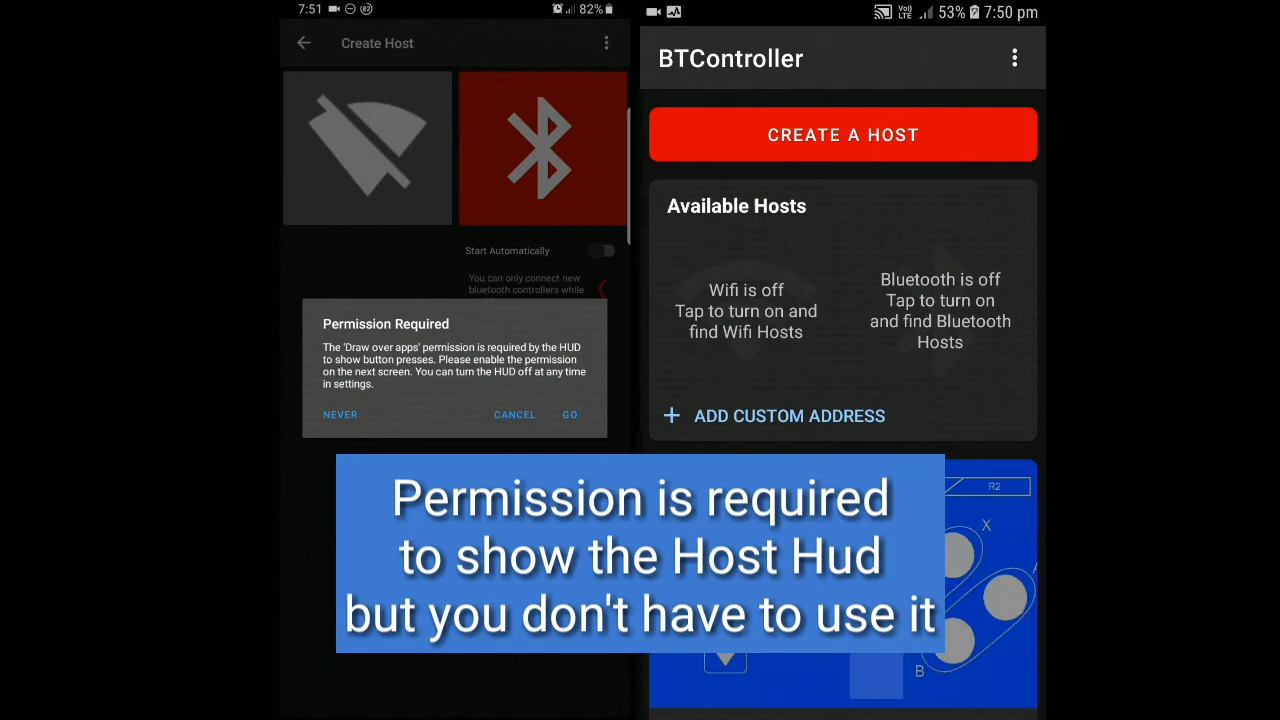 7:51
82
82%
Create Host
Start Automatically
You can only connect new
bluetooth controllers while
Permission Required
The 'Draw over apps' permission is required by the HUD
to show button presses. Please enable the permission
on the next screen. You can turn the HUD off at any time
in settings.
NEVER
CANCEL
GO
Vo)
LTE
53%
7:50 pm
BTController
CREATE A HOST
Available Hosts
Wifi is off
Tap to turn on and
find Wifi Hosts
Bluetooth is off
Tap to turn on
and find Bluetooth
Hosts
+ ADD CUSTOM ADDRESS
R2
X
B
Permission is required
to show the Host Hud
but you don't have to use it